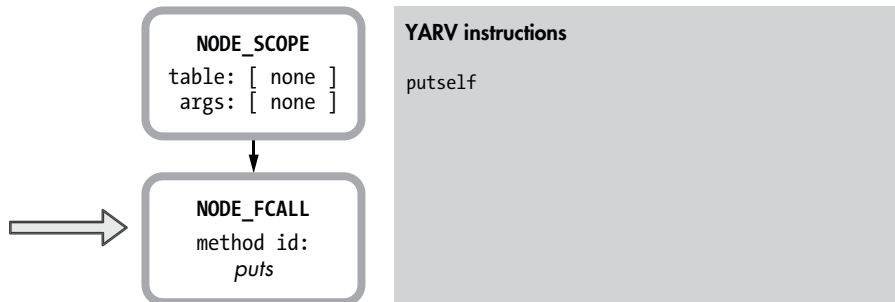 NODE_SCOPE
table: [ none ]
args: [ none ]
NODE_FCALL
method id:
puts
YARV instructions
putself